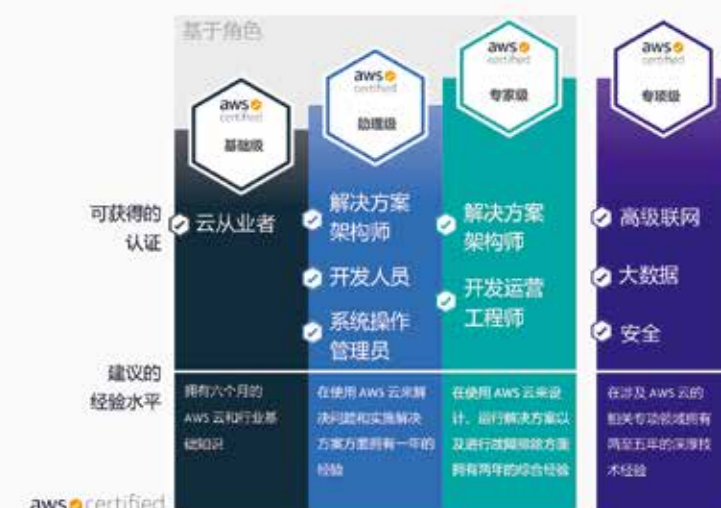 基于角色
aws
certified
基础级
aws
certified
助理级
aws
certified
专家级
aws
certified
专项级
可获得的
认证
云从业者
解决方案
架构师
开发人员
系统操作
管理员
解决方案
架构师
开发运营
工程师
高级联网
大数据
安全
建议的
经验水平
拥有六个月的
AWS 云和行业基
础知识
在使用 AWS 云来解
决问题和实施解决
方案方面拥有一年的
经验
在使用 AWS 云来设
计、运行解决方案以
及进行故障排除方面
拥有两年的综合经验
在涉及 AWS 云的
相关专项领域拥有
两至五年的深厚技
术经验
aws certified